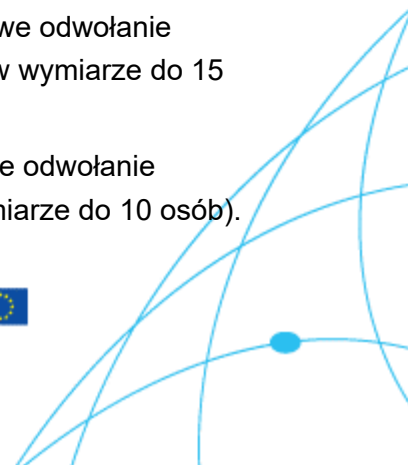 we odwołanie
w wymiarze do 15
e odwołanie
niarze do 10 osób).